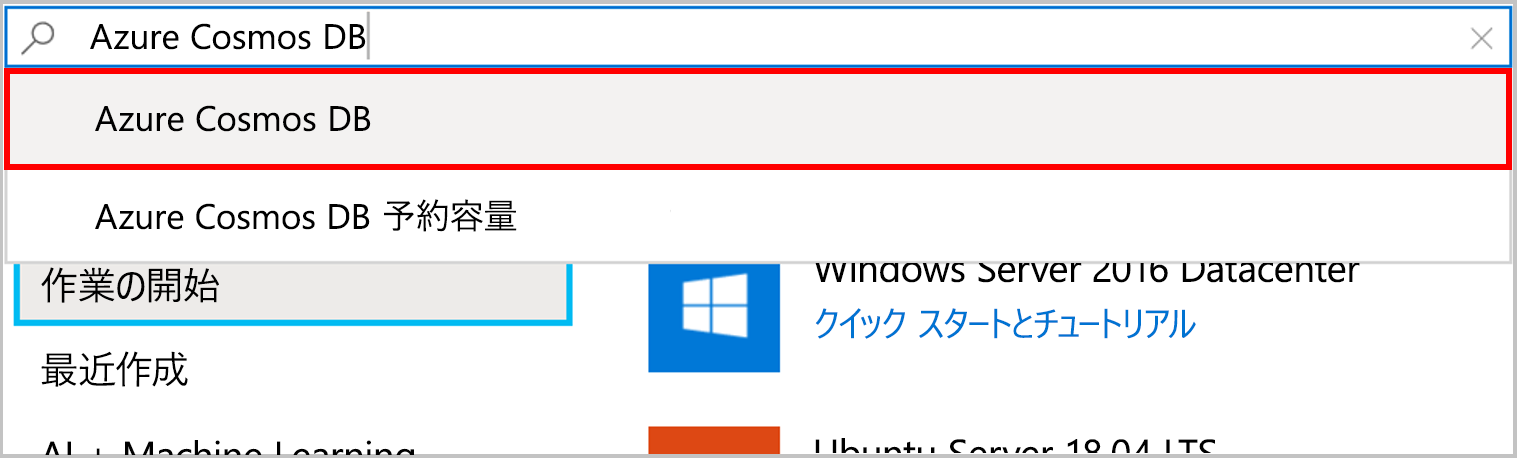 Azure Cosmos DB
Azure Cosmos DB
Azure Cosmos DB 予約容量
作業の開始
Windows Server 2016 Datacenter
クイック スタートとチュートリアル
最近作成
AI + Machine Learning
Ubuntu Server 18.04 LTS